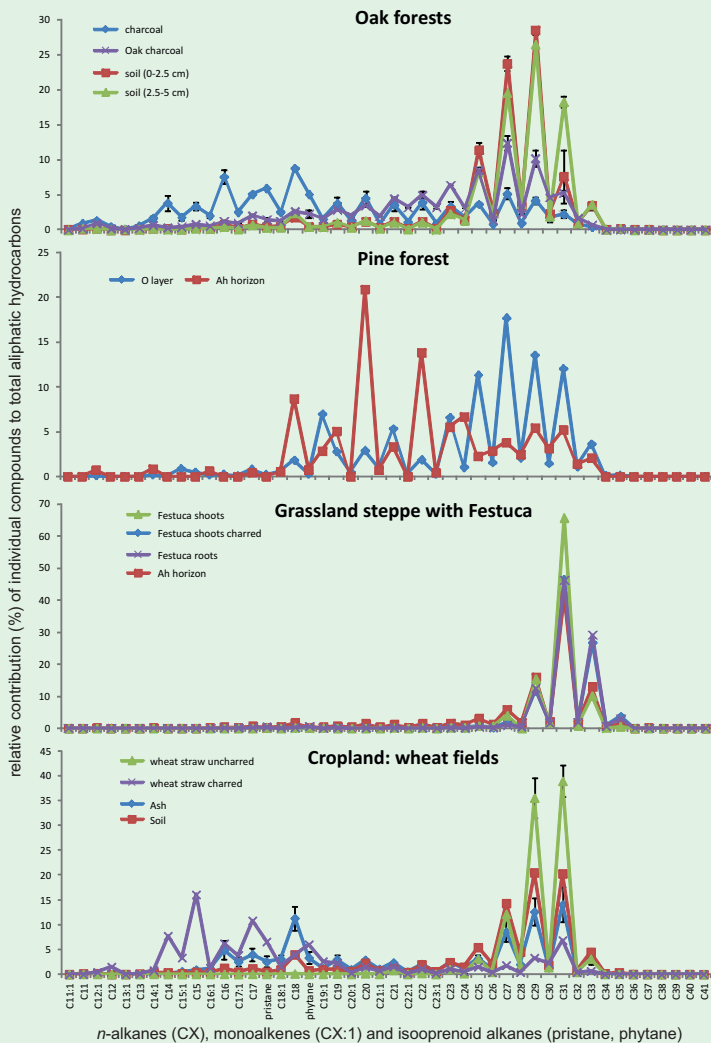 Oak forests
charcoal
Oak charcoal
soil (0-2.5 cm)
soil (2.5-5 cm)
30
25
20
15
10
5
0
Pine forest
O layer
Ah horizon
25
20
15
10
5
0
Grassland steppe with Festuca
Festuca shoots
Festuca shoots charred
Festuca roots
Ah horizon
70
60
50
40
30
20
10
0
Cropland: wheat fields
wheat straw uncharred
wheat straw charred
Ash
Soil
45
40
35
30
25
20
15
10
5
0
relative contribution (%) of individual compounds to total aliphatic hydrocarbons
C11:1
C11
C12:1
C12
C13:1
C13
C14:1
C14
C15:1
C15
C16:1
C16
C17:1
C17
pristane
C18:1
C18
phytane
C19:1
C19
C20:1
C20
C21:1
C21
C22:1
C22
C23:1
C23
C24
C25
C26
C27
C28
C29
C30
C31
C32
C33
C34
C35
C36
C37
C38
C39
C40
C41
n-alkanes (CX), monoalkenes (CX:1) and isooprenoid alkanes (pristane, phytane)